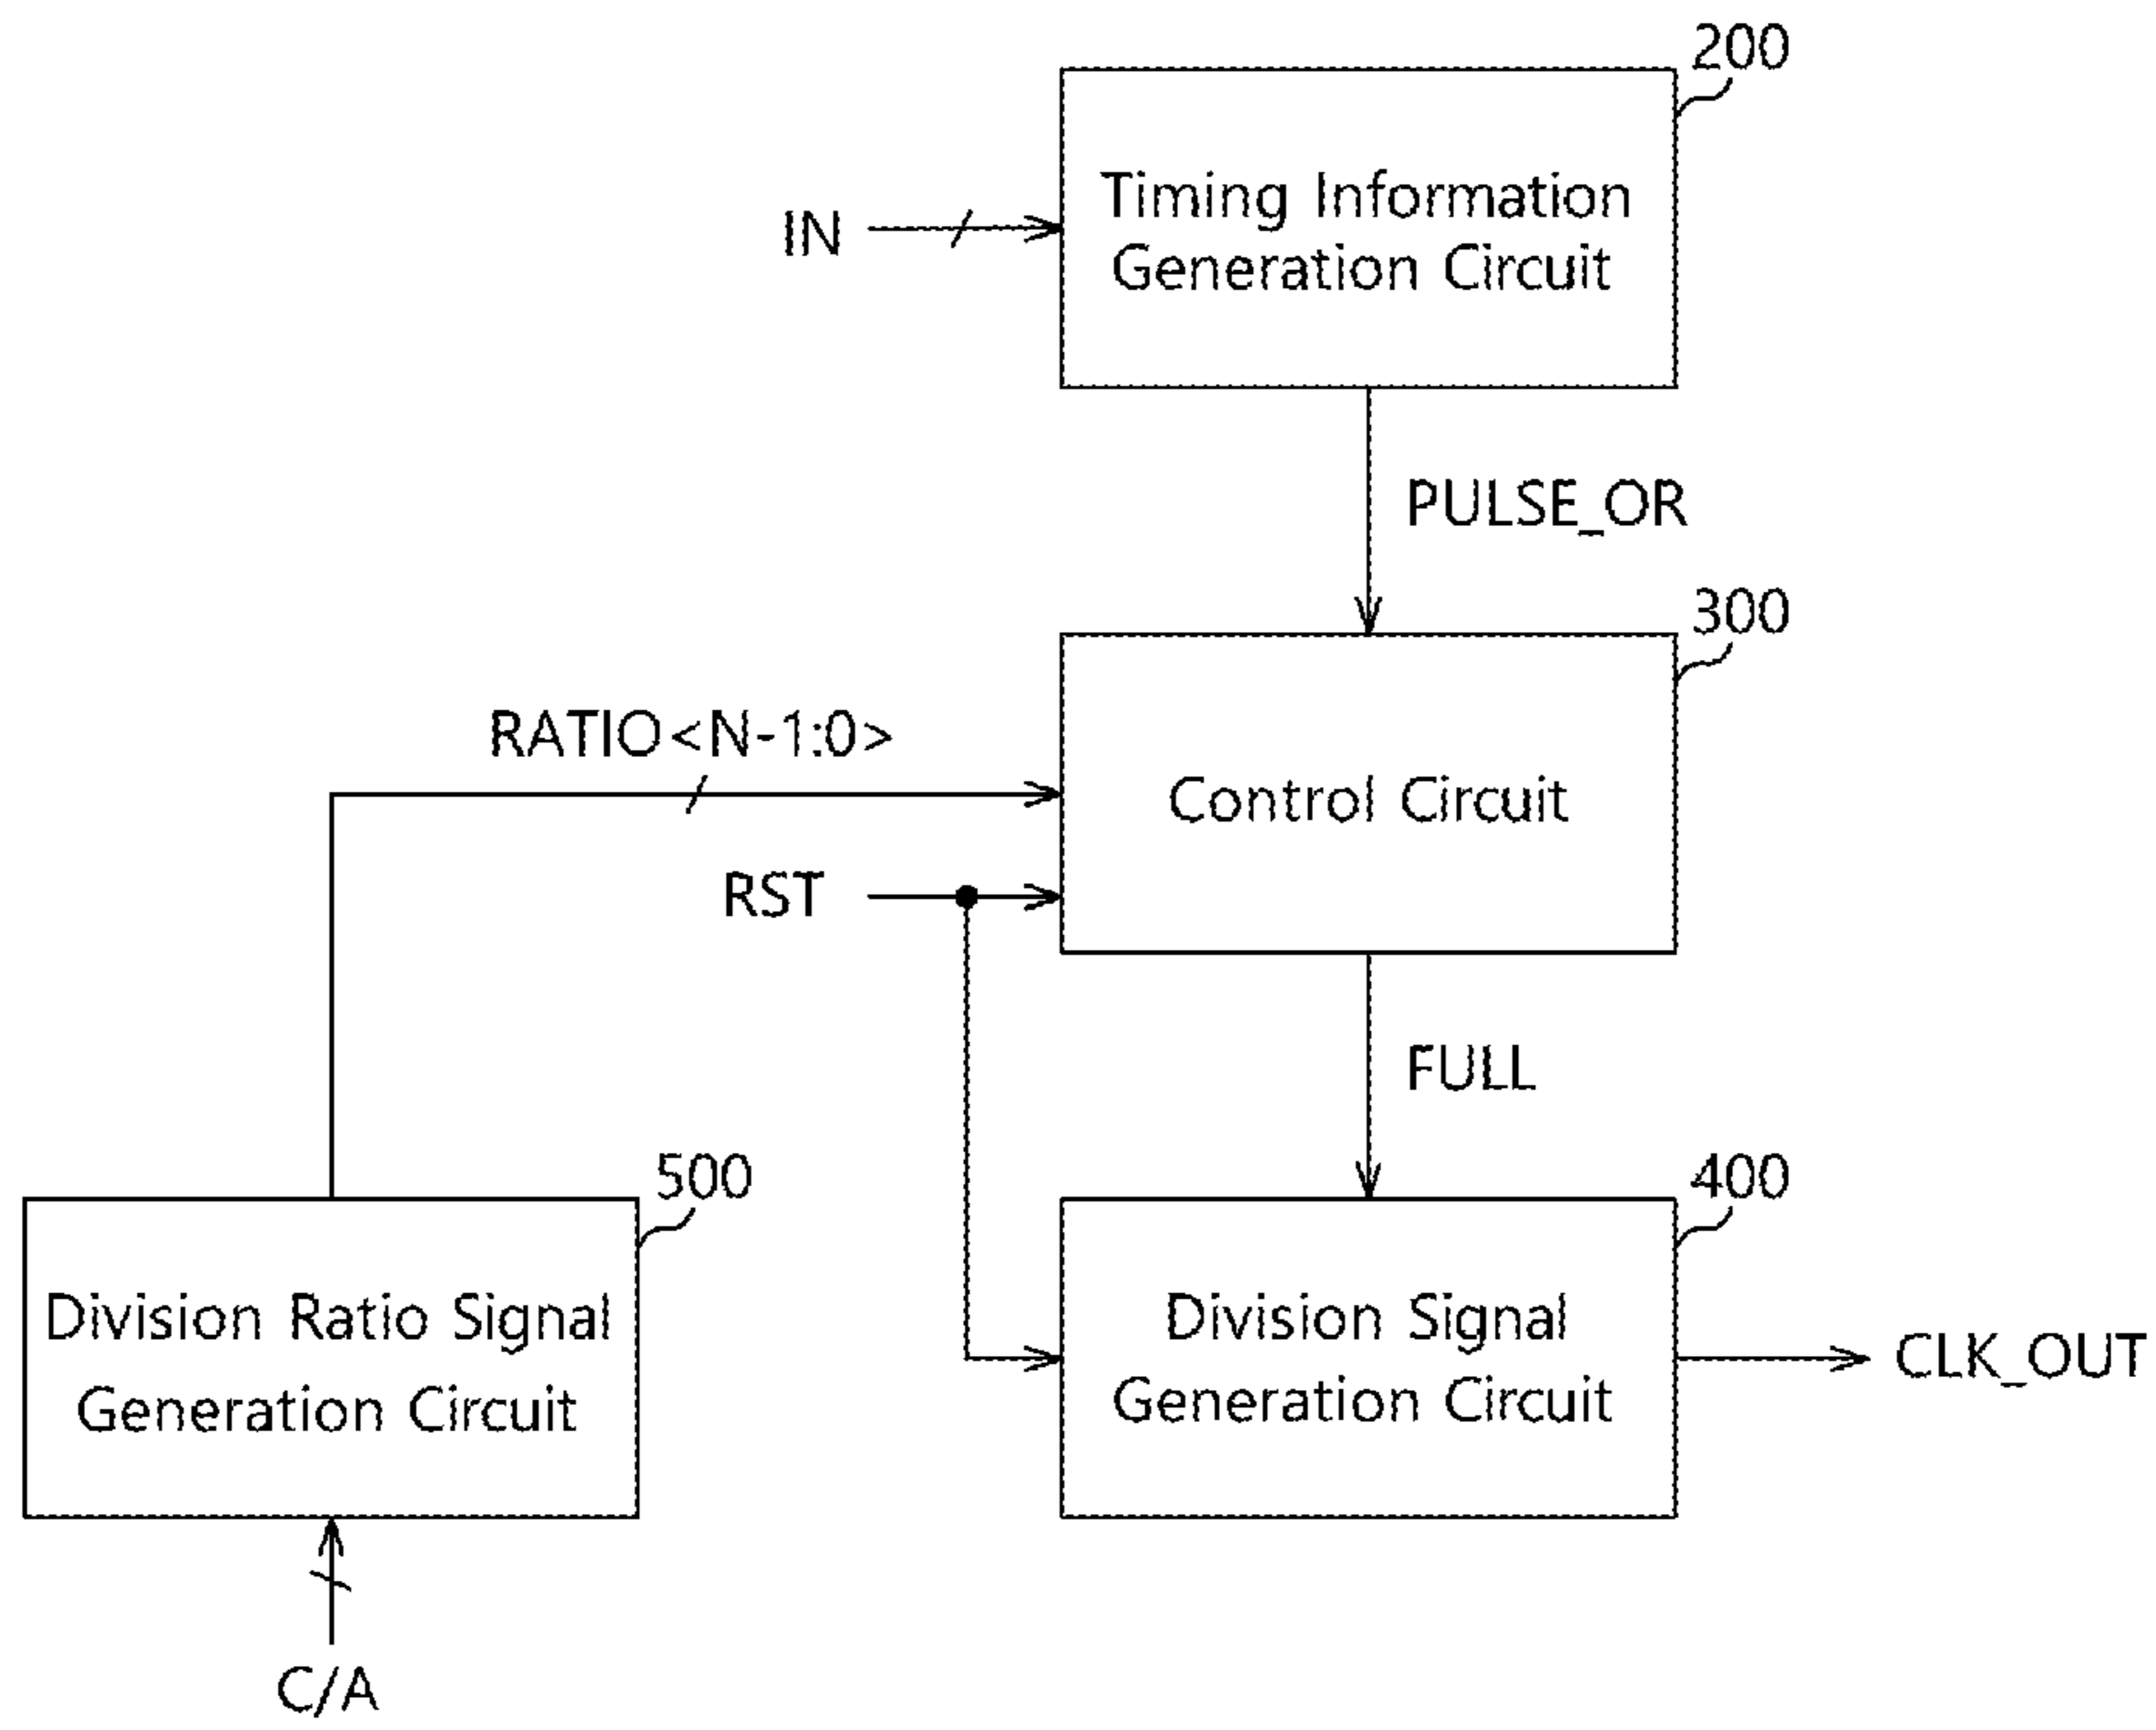 200
IN
Timing Information
Generation Circuit
PULSE_OR
300
RATIO<N-1:0>
Control Circuit
RST
FULL
500
400
Division Ratio Signal
Generation Circuit
Division Signal
Generation Circuit
CLK_OUT
C/A